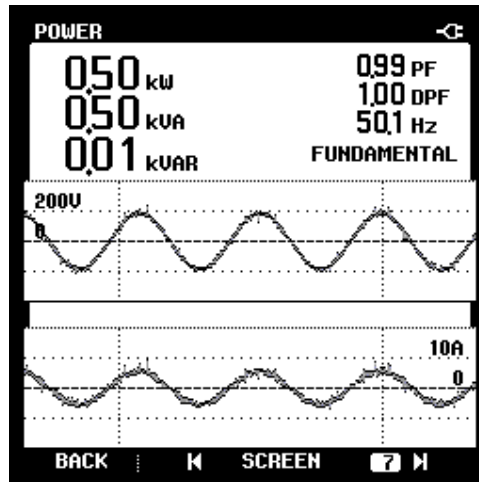 POWER
0.50 kW
0.50 kVA
0.01 kVAR
0.99 PF
1.00 DPF
50.1 Hz
FUNDAMENTAL
200V
0
10A
0
BACK
SCREEN
7